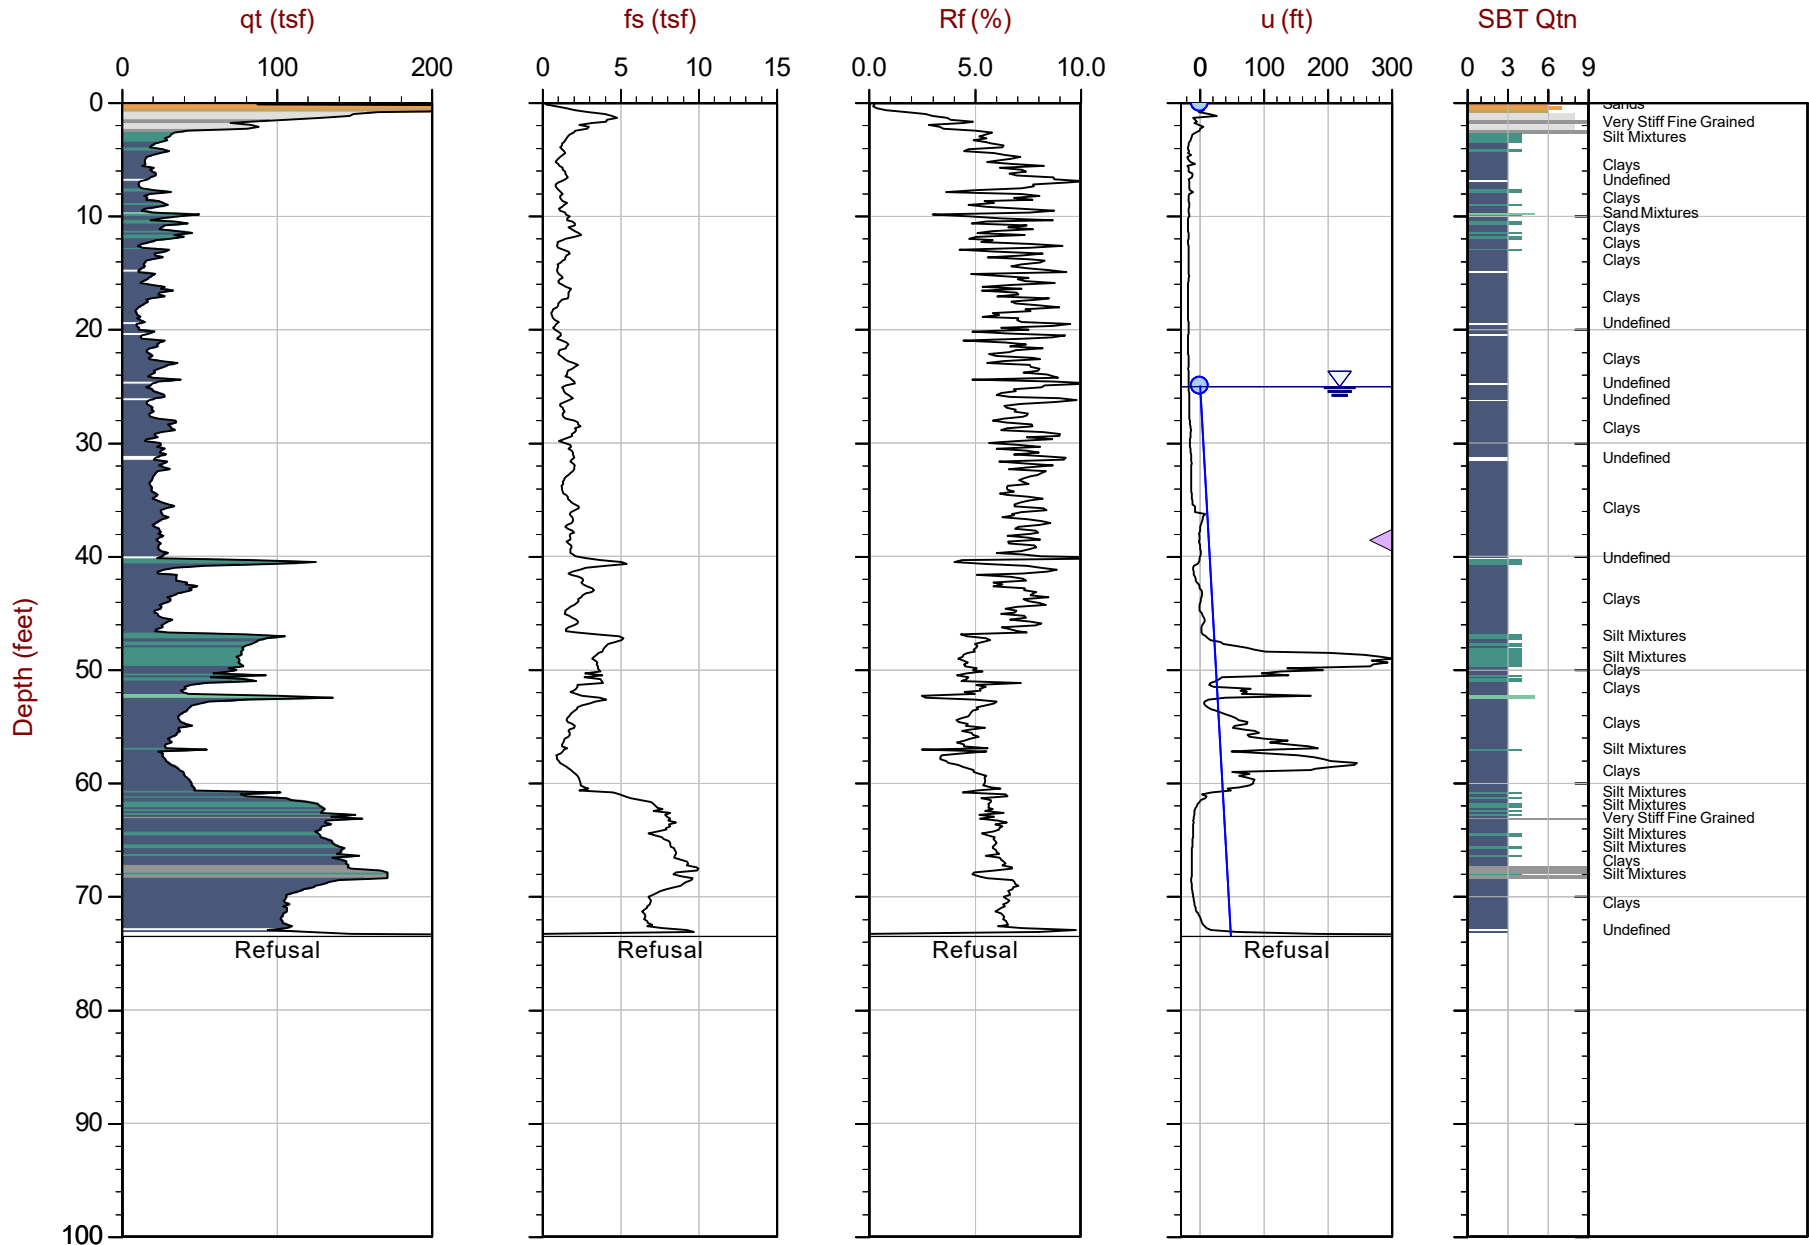 qt (tsf) fs (tsf) Rf (%) u (ft) SBT Qtn
0 100 200 0 5 10 15 0.0 5.0 10.0 0 100 200 300 0 3 6 9
0
10
20
30
40
50
60
70
80
90
100
Depth (feet)
Sands
Very Stiff Fine Grained
Silt Mixtures
Clays
Undefined
Clays
Sand Mixtures
Clays
Clays
Clays
Clays
Undefined
Clays
Undefined
Undefined
Clays
Undefined
Clays
Undefined
Clays
Silt Mixtures
Silt Mixtures
Clays
Clays
Clays
Silt Mixtures
Clays
Silt Mixtures
Silt Mixtures
Very Stiff Fine Grained
Silt Mixtures
Silt Mixtures
Clays
Silt Mixtures
Clays
Undefined
Refusal Refusal Refusal Refusal